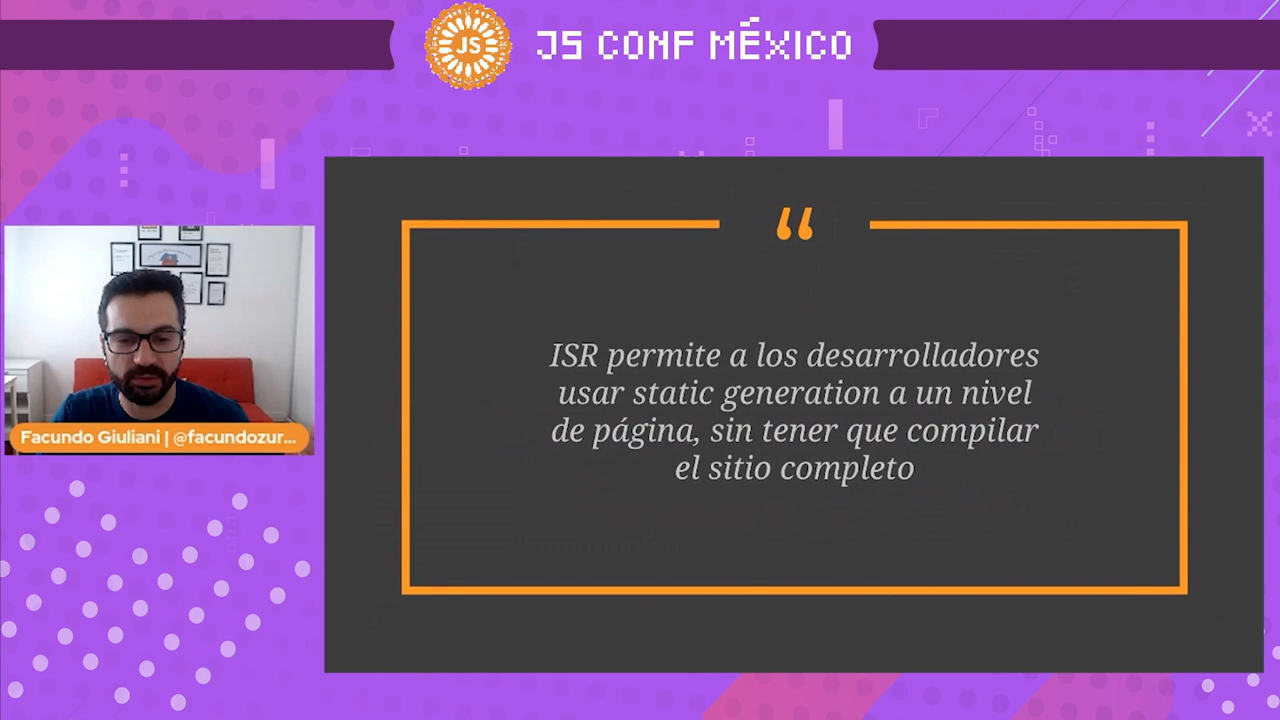 JS
JS CONF MÉXICO
“
ISR permite a los desarrolladores
usar static generation a un nivel
de página, sin tener que compilar
el sitio completo
Facundo Giuliani | @facundozur...